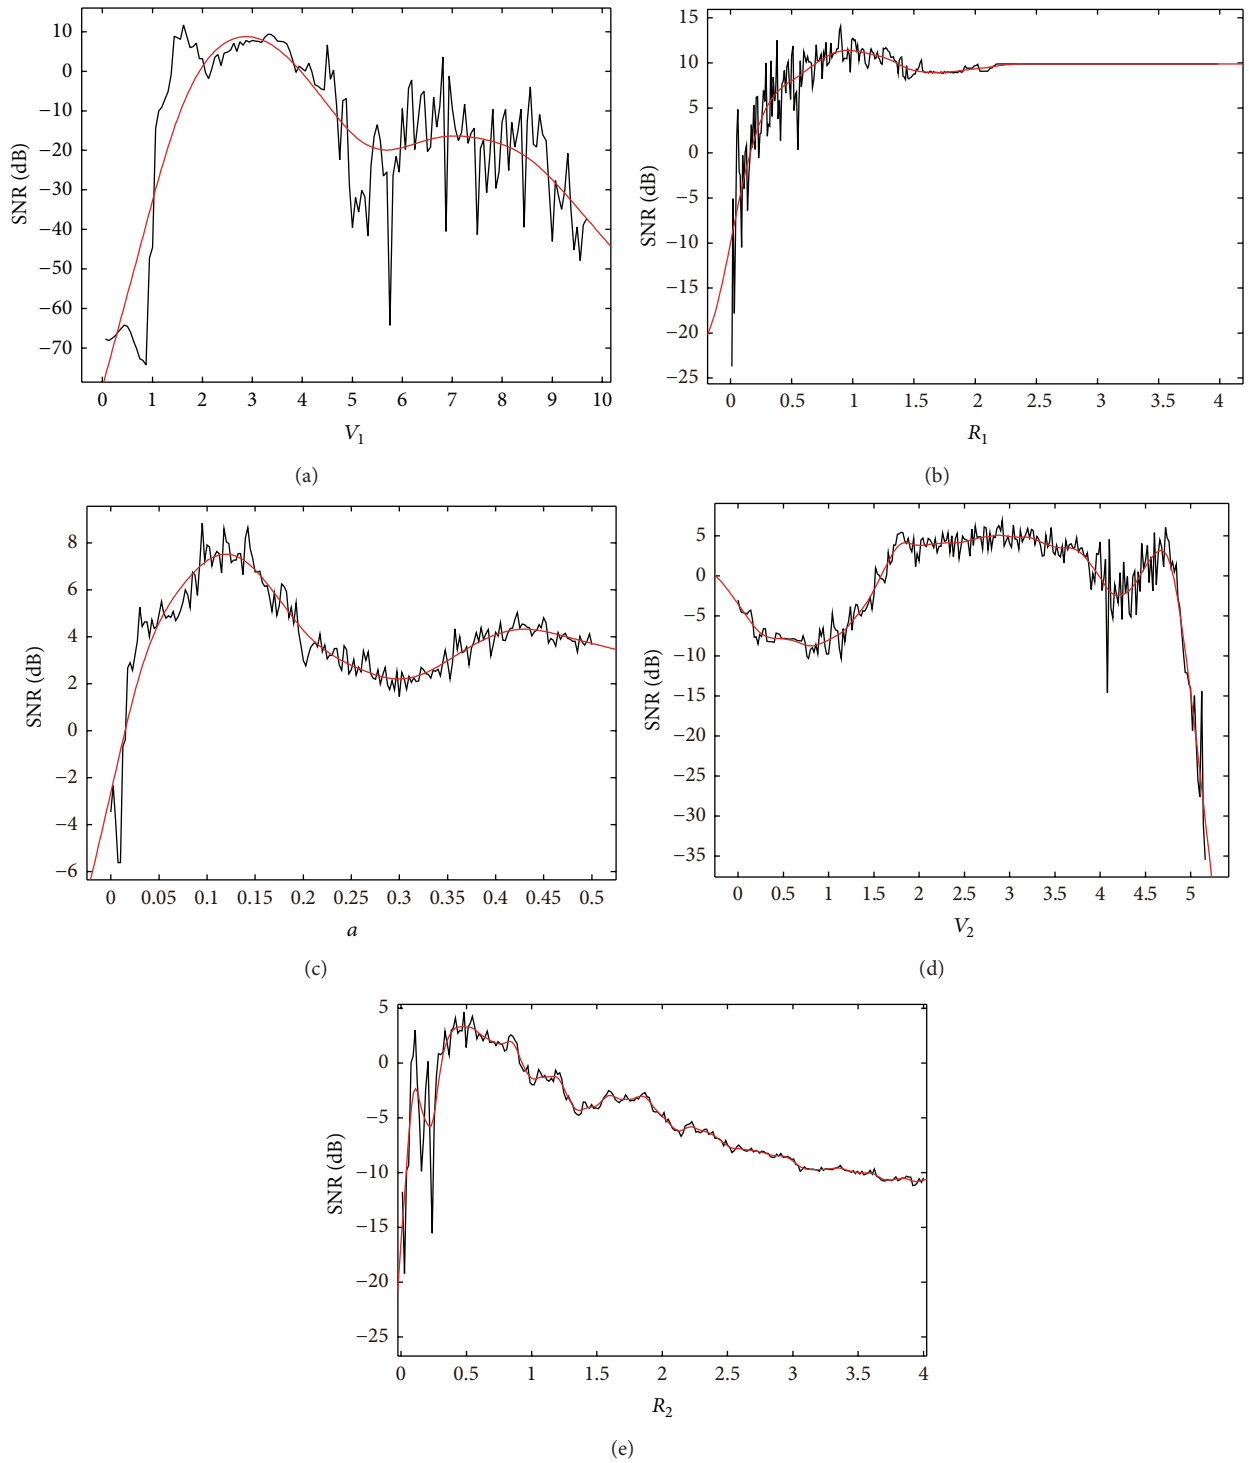 10
0
−10
−20
−30
−40
−50
−60
−70
SNR (dB)
0 1 2 3 4 5 6 7 8 9 10
V1
(a)
15
10
5
0
−5
−10
−15
−20
−25
SNR (dB)
0 0.5 1 1.5 2 2.5 3 3.5 4
R1
(b)
8
6
4
2
0
−2
−4
−6
SNR (dB)
0 0.05 0.1 0.15 0.2 0.25 0.3 0.35 0.4 0.45 0.5
a
(c)
5
0
−5
−10
−15
−20
−25
−30
−35
SNR (dB)
0 0.5 1 1.5 2 2.5 3 3.5 4 4.5 5
V2
(d)
5
0
−5
−10
−15
−20
−25
SNR (dB)
0 0.5 1 1.5 2 2.5 3 3.5 4
R2
(e)